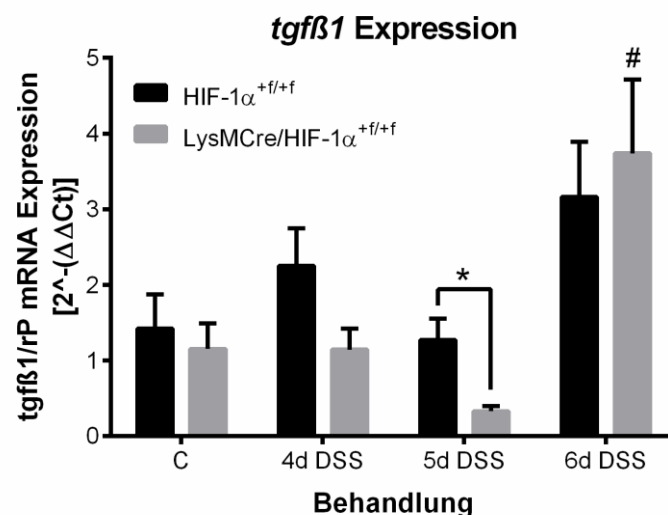 tgfß1 Expression
tgfß1/rP mRNA Expression
[2^-(ΔΔCt)]
5
4
3
2
1
0
HIF-1α+f/+f
LysMCre/HIF-1α+f/+f
*
#
C
4d DSS
5d DSS
6d DSS
Behandlung